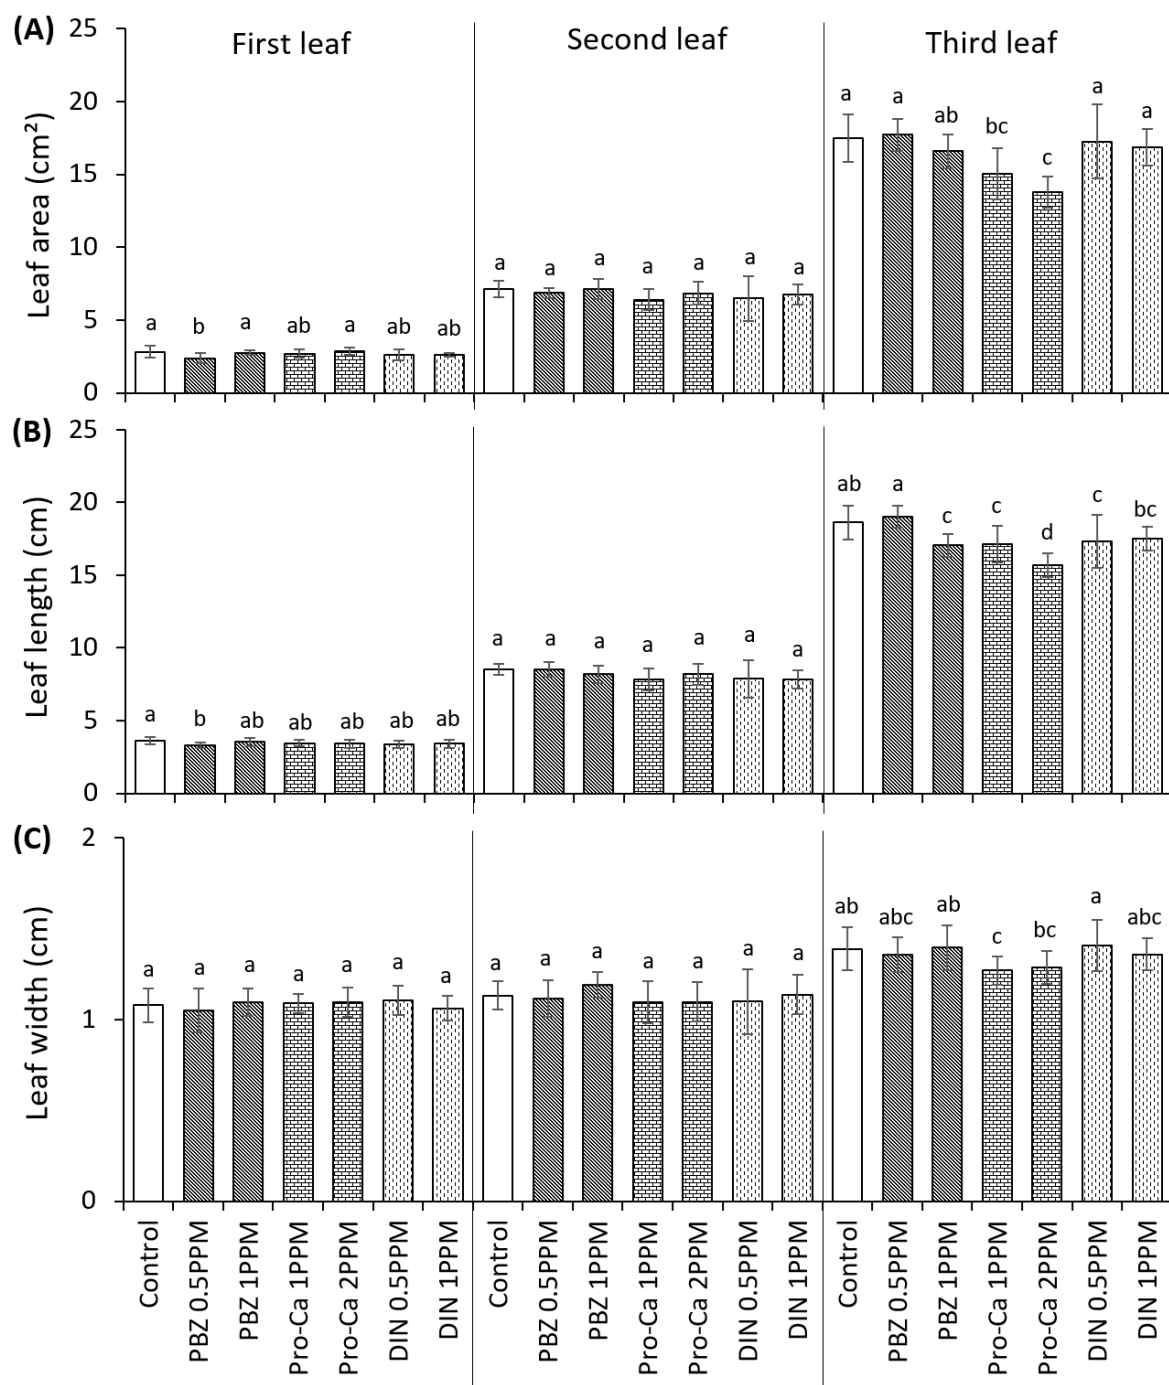 (A)
First leaf
Second leaf
Third leaf
Leaf area (cm²)
25
20
15
10
5
0
a b a ab a ab ab
a a a a a a a
a a ab bc c a a
(B)
Leaf length (cm)
25
20
15
10
5
0
a b ab ab ab ab ab
a a a a a a a
ab a c c d c bc
(C)
Leaf width (cm)
2
1
0
a a a a a a a
a a a a a a a
ab abc ab c bc a abc
Control
PBZ 0.5PPM
PBZ 1PPM
Pro-Ca 1PPM
Pro-Ca 2PPM
DIN 0.5PPM
DIN 1PPM
Control
PBZ 0.5PPM
PBZ 1PPM
Pro-Ca 1PPM
Pro-Ca 2PPM
DIN 0.5PPM
DIN 1PPM
Control
PBZ 0.5PPM
PBZ 1PPM
Pro-Ca 1PPM
Pro-Ca 2PPM
DIN 0.5PPM
DIN 1PPM